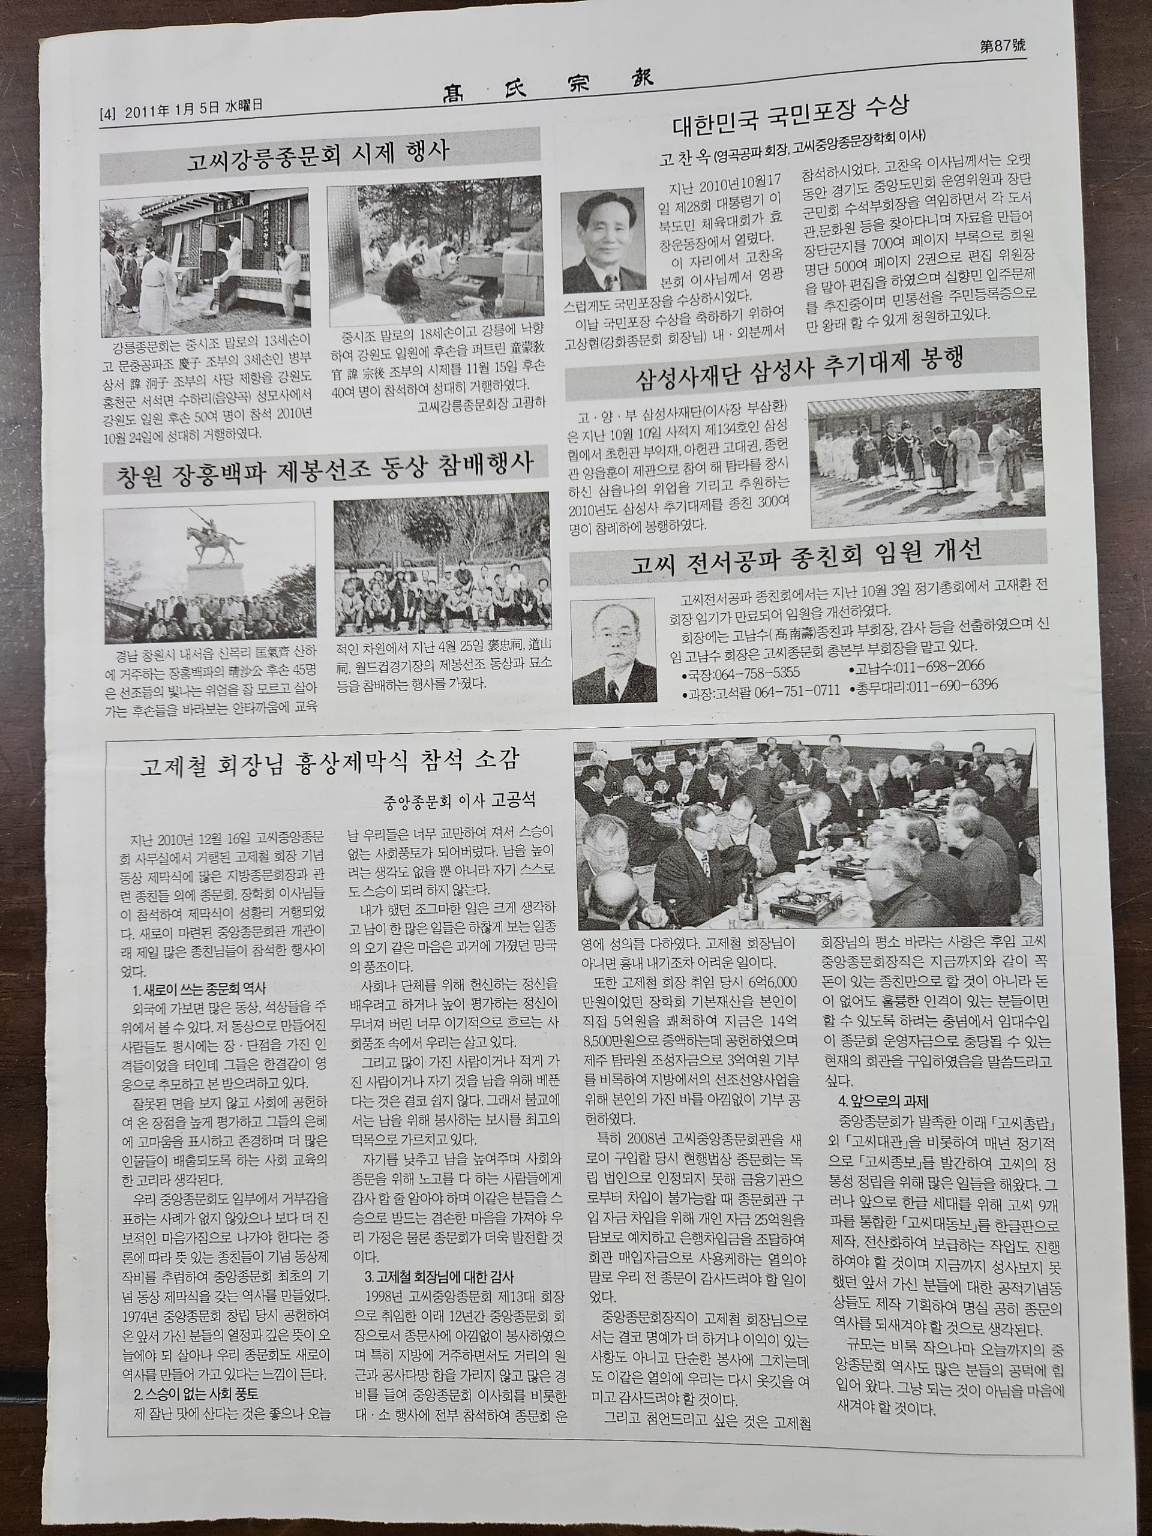 第87號
[4] 2011年 1月 5日 水曜日
髙 氏 宗 報
고씨강릉종문회 시제 행사
강릉종문회는 중시조 말로의 13세손이
고 문충공파조 慶子 조부의 3세손인 병부
상서 諱 洞子 조부의 사당 제향을 강원도
홍천군 서석면 수하리(음양곡) 성모사에서
강원도 일원 후손 50여 명이 참석 2010년
10월 24일에 성대히 거행하였다.
중시조 말로의 18세손이고 강릉에 낙향
하여 강원도 일원에 후손을 퍼트린 童蒙敎
官 諱 宗後 조부의 시제를 11월 15일 후손
40여 명이 참석하여 성대히 거행하였다.
고씨강릉종문회장 고광하
창원 장흥백파 제봉선조 동상 참배행사
경남 창원시 내서읍 신목리 匡氣齊 산하
에 거주하는 장흥백파의 晴沙公 후손 45명
은 선조들의 빛나는 위업을 잘 모르고 살아
가는 후손들을 바라보는 안타까움에 교육
적인 차원에서 지난 4월 25일 褒忠祠, 道山
祠, 월드컵경기장의 제봉선조 동상과 묘소
등을 참배하는 행사를 가졌다.
대한민국 국민포장 수상
고 찬 옥 (영곡공파 회장, 고씨중앙종문장학회 이사)
지난 2010년10월17
일 제28회 대통령기 이
북도민 체육대회가 효
창운동장에서 열렸다.
이 자리에서 고찬옥
본회 이사님께서 영광
스럽게도 국민포장을 수상하시었다.
이날 국민포장 수상을 축하하기 위하여
고상협(강화종문회 회장님) 내·외분께서
참석하시었다. 고찬옥 이사님께서는 오랫
동안 경기도 중앙도민회 운영위원과 장단
군민회 수석부회장을 역임하면서 각 도서
관,문화원 등을 찾아다니며 자료을 만들어
장단군지를 700여 페이지 부록으로 회원
명단 500여 페이지 2권으로 편집 위원장
을 맡아 편집을 하였으며 실향민 입주문제
를 추진중이며 민통선을 주민등록증으로
만 왕래 할 수 있게 청원하고있다.
삼성사재단 삼성사 추기대제 봉행
고·양·부 삼성사재단(이사장 부삼환)
은 지난 10월 10일 사적지 제134호인 삼성
혈에서 초헌관 부익재, 아헌관 고대권, 종헌
관 양을훈이 제관으로 참여 해 탐라를 창시
하신 삼을나의 위업을 기리고 추원하는
2010년도 삼성사 추기대제를 종친 300여
명이 참례하에 봉행하였다.
고씨 전서공파 종친회 임원 개선
고씨전서공파 종친회에서는 지난 10월 3일 정기총회에서 고재환 전
회장 임기가 만료되어 임원을 개선하였다.
회장에는 고남수(髙南壽)종친과 부회장, 감사 등을 선출하였으며 신
임 고남수 회장은 고씨종문회 총본부 부회장을 맡고 있다.
•국장:064-758-5355 •고남수:011-698-2066
•과장:고석팔 064-751-0711 •총무대리:011-690-6396
고제철 회장님 흉상제막식 참석 소감
중앙종문회 이사 고공석
지난 2010년 12월 16일 고씨중앙종문
회 사무실에서 거행된 고제철 회장 기념
동상 제막식에 많은 지방종문회장과 관
련 종친들 외에 종문회, 장학회 이사님들
이 참석하여 제막식이 성황리 거행되었
다. 새로이 마련된 중앙종문회관 개관이
래 제일 많은 종친님들이 참석한 행사이
었다.
1. 새로이 쓰는 종문회 역사
외국에 가보면 많은 동상, 석상들을 주
위에서 볼 수 있다. 저 동상으로 만들어진
사람들도 평시에는 장·단점을 가진 인
격들이었을 터인데 그들은 한결같이 영
웅으로 추모하고 본 받으려하고 있다.
잘못된 면을 보지 않고 사회에 공헌하
여 온 장점을 높게 평가하고 그들의 은혜
에 고마움을 표시하고 존경하며 더 많은
인물들이 배출되도록 하는 사회 교육의
한 고리라 생각된다.
우리 중앙종문회도 일부에서 거부감을
표하는 사례가 없지 않았으나 보다 더 진
보적인 마음가짐으로 나가야 한다는 중
론에 따라 뜻 있는 종친들이 기념 동상제
작비를 추렴하여 중앙종문회 최초의 기
념 동상 제막식을 갖는 역사를 만들었다.
1974년 중앙종문회 창립 당시 공헌하여
온 앞서 가신 분들의 열정과 깊은 뜻이 오
늘에야 되 살아나 우리 종문회도 새로이
역사를 만들어 가고 있다는 느낌이 든다.
2. 스승이 없는 사회 풍토
제 잘난 맛에 산다는 것은 좋으나 오늘
날 우리들은 너무 교만하여 져서 스승이
없는 사회풍토가 되어버렸다. 남을 높이
려는 생각도 없을 뿐 아니라 자기 스스로
도 스승이 되려 하지 않는다.
내가 했던 조그마한 일은 크게 생각하
고 남이 한 많은 일들은 하찮게 보는 일종
의 오기 같은 마음은 과거에 가졌던 망국
의 풍조이다.
사회나 단체를 위해 헌신하는 정신을
배우려고 하거나 높이 평가하는 정신이
무너져 버린 너무 이기적으로 흐르는 사
회풍조 속에서 우리는 살고 있다.
그리고 많이 가진 사람이거나 적게 가
진 사람이거나 자기 것을 남을 위해 베푼
다는 것은 결코 쉽지 않다. 그래서 불교에
서는 남을 위해 봉사하는 보시를 최고의
덕목으로 가르치고 있다.
자기를 낮추고 남을 높여주며 사회와
종문을 위해 노고를 다 하는 사람들에게
감사 할 줄 알아야 하며 이같은 분들을 스
승으로 받드는 겸손한 마음을 가져야 우
리 가정은 물론 종문회가 더욱 발전할 것
이다.
3. 고제철 회장님에 대한 감사
1998년 고씨중앙종문회 제13대 회장
으로 취임한 이래 12년간 중앙종문회 회
장으로서 종문사에 아낌없이 봉사하였으
며 특히 지방에 거주하면서도 거리의 원
근과 공사다망 함을 가리지 않고 많은 경
비를 들여 중앙종문회 이사회를 비롯한
대·소 행사에 전부 참석하여 종문회 운
영에 성의를 다하였다. 고제철 회장님이
아니면 흉내 내기조차 어려운 일이다.
또한 고제철 회장 취임 당시 6억6,000
만원이었던 장학회 기본재산을 본인이
직접 5억원을 쾌척하여 지금은 14억
8,500만원으로 증액하는데 공헌하였으며
제주 탐라원 조성자금으로 3억여원 기부
를 비롯하여 지방에서의 선조선양사업을
위해 본인의 가진 바를 아낌없이 기부 공
헌하였다.
특히 2008년 고씨중앙종문회관을 새
로이 구입할 당시 현행법상 종문회는 독
립 법인으로 인정되지 못해 금융기관으
로부터 차입이 불가능할 때 종문회관 구
입 자금 차입을 위해 개인 자금 25억원을
담보로 예치하고 은행차입금을 조달하여
회관 매입자금으로 사용케하는 열의야
말로 우리 전 종문이 감사드려야 할 일이
었다.
중앙종문회장직이 고제철 회장님으로
서는 결코 명예가 더 하거나 이익이 있는
사항도 아니고 단순한 봉사에 그치는데
도 이같은 열의에 우리는 다시 옷깃을 여
미고 감사드려야 할 것이다.
그리고 첨언드리고 싶은 것은 고제철
회장님의 평소 바라는 사항은 후임 고씨
중앙종문회장직은 지금까지와 같이 꼭
돈이 있는 종친만으로 할 것이 아니라 돈
이 없어도 훌륭한 인격이 있는 분들이면
할 수 있도록 하려는 충념에서 임대수입
이 종문회 운영자금으로 충당될 수 있는
현재의 회관을 구입하였음을 말씀드리고
싶다.
4. 앞으로의 과제
중앙종문회가 발족한 이래 「고씨총람」
외 「고씨대관」을 비롯하여 매년 정기적
으로 「고씨종보」를 발간하여 고씨의 정
통성 정립을 위해 많은 일들을 해왔다. 그
러나 앞으로 한글 세대를 위해 고씨 9개
파를 통합한 「고씨대동보」를 한글판으로
제작, 전산화하여 보급하는 작업도 진행
하여야 할 것이며 지금까지 성사보지 못
했던 앞서 가신 분들에 대한 공적기념동
상들도 제작 기획하여 명실 공히 종문의
역사를 되새겨야 할 것으로 생각된다.
규모는 비록 작으나마 오늘까지의 중
앙종문회 역사도 많은 분들의 공덕에 힘
입어 왔다. 그냥 되는 것이 아님을 마음에
새겨야 할 것이다.